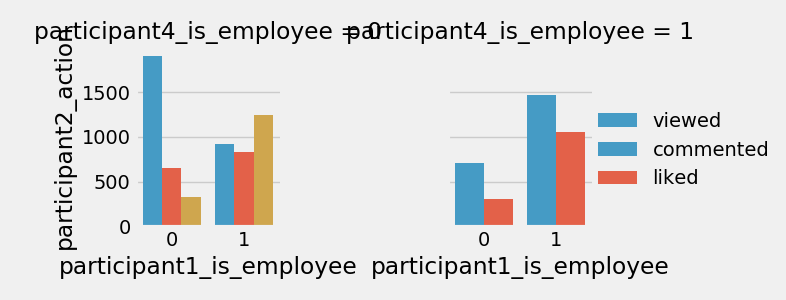 participant4_is_employee = 0
participant4_is_employee = 1
participant2_action
1500
1000
500
0
0 1
0 1
participant1_is_employee
participant1_is_employee
viewed
commented
liked